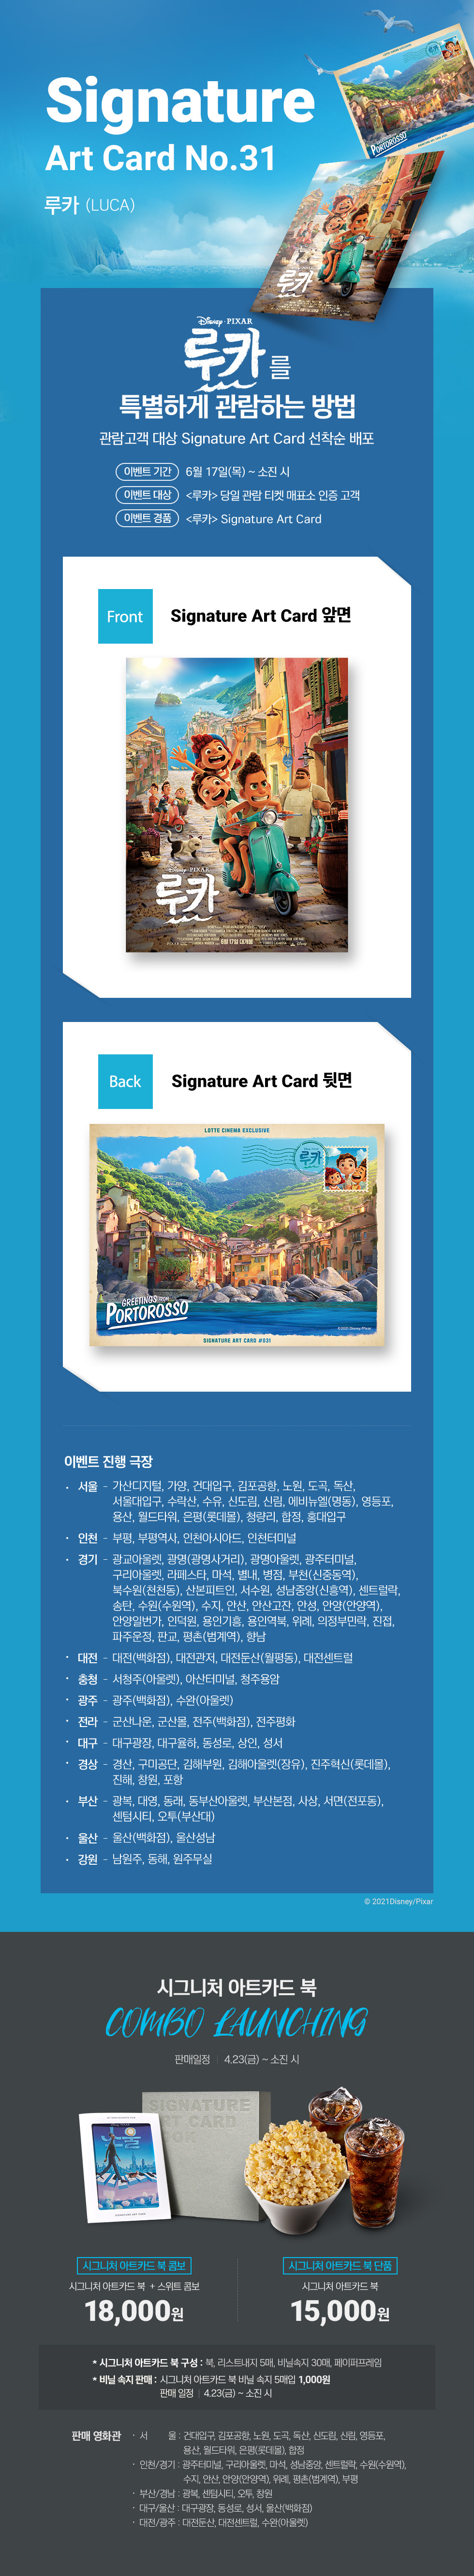 Signature
Art Card No.31
루카 (LUCA)
PORTOROSSO
루카
Disney · PIXAR
루카를
특별하게 관람하는 방법
관람고객 대상 Signature Art Card 선착순 배포
이벤트 기간 6월 17일(목) ~ 소진 시
이벤트 대상 <루카> 당일 관람 티켓 매표소 인증 고객
이벤트 경품 <루카> Signature Art Card
Front Signature Art Card 앞면
Disney · PIXAR
루카
6월 17일 대개봉
Back Signature Art Card 뒷면
LOTTE CINEMA EXCLUSIVE
루카
GREETINGS FROM
PORTOROSSO
©2021 Disney/Pixar
SIGNATURE ART CARD #031
이벤트 진행 극장
· 서울 - 가산디지털, 가양, 건대입구, 김포공항, 노원, 도곡, 독산,
서울대입구, 수락산, 수유, 신도림, 신림, 에비뉴엘(명동), 영등포,
용산, 월드타워, 은평(롯데몰), 청량리, 합정, 홍대입구
· 인천 - 부평, 부평역사, 인천아시아드, 인천터미널
· 경기 - 광교아울렛, 광명(광명사거리), 광명아울렛, 광주터미널,
구리아울렛, 라페스타, 마석, 별내, 병점, 부천(신중동역),
북수원(천천동), 산본피트인, 서수원, 성남중앙(신흥역), 센트럴락,
송탄, 수원(수원역), 수지, 안산, 안산고잔, 안성, 안양(안양역),
안양일번가, 인덕원, 용인기흥, 용인역북, 위례, 의정부민락, 진접,
파주운정, 판교, 평촌(범계역), 향남
· 대전 - 대전(백화점), 대전관저, 대전둔산(월평동), 대전센트럴
· 충청 - 서청주(아울렛), 아산터미널, 청주용암
· 광주 - 광주(백화점), 수완(아울렛)
· 전라 - 군산나운, 군산몰, 전주(백화점), 전주평화
· 대구 - 대구광장, 대구율하, 동성로, 상인, 성서
· 경상 - 경산, 구미공단, 김해부원, 김해아울렛(장유), 진주혁신(롯데몰),
진해, 창원, 포항
· 부산 - 광복, 대영, 동래, 동부산아울렛, 부산본점, 사상, 서면(전포동),
센텀시티, 오투(부산대)
· 울산 - 울산(백화점), 울산성남
· 강원 - 남원주, 동해, 원주무실
© 2021Disney/Pixar
시그니처 아트카드 북
COMBO LAUNCHING
판매일정 | 4.23(금) ~ 소진 시
SIGNATURE
ART CARD
BOOK
소울
시그니처 아트카드 북 콤보
시그니처 아트카드 북 + 스위트 콤보
18,000원
시그니처 아트카드 북 단품
시그니처 아트카드 북
15,000원
* 시그니처 아트카드 북 구성 : 북, 리스트내지 5매, 비닐속지 30매, 페이퍼프레임
* 비닐 속지 판매 : 시그니처 아트카드 북 비닐 속지 5매입 1,000원
판매 일정 | 4.23(금) ~ 소진 시
판매 영화관 · 서 울 : 건대입구, 김포공항, 노원, 도곡, 독산, 신도림, 신림, 영등포,
용산, 월드타워, 은평(롯데몰), 합정
· 인천/경기 : 광주터미널, 구리아울렛, 마석, 성남중앙, 센트럴락, 수원(수원역),
수지, 안산, 안양(안양역), 위례, 평촌(범계역), 부평
· 부산/경남 : 광복, 센텀시티, 오투, 창원
· 대구/울산 : 대구광장, 동성로, 성서, 울산(백화점)
· 대전/광주 : 대전둔산, 대전센트럴, 수완(아울렛)